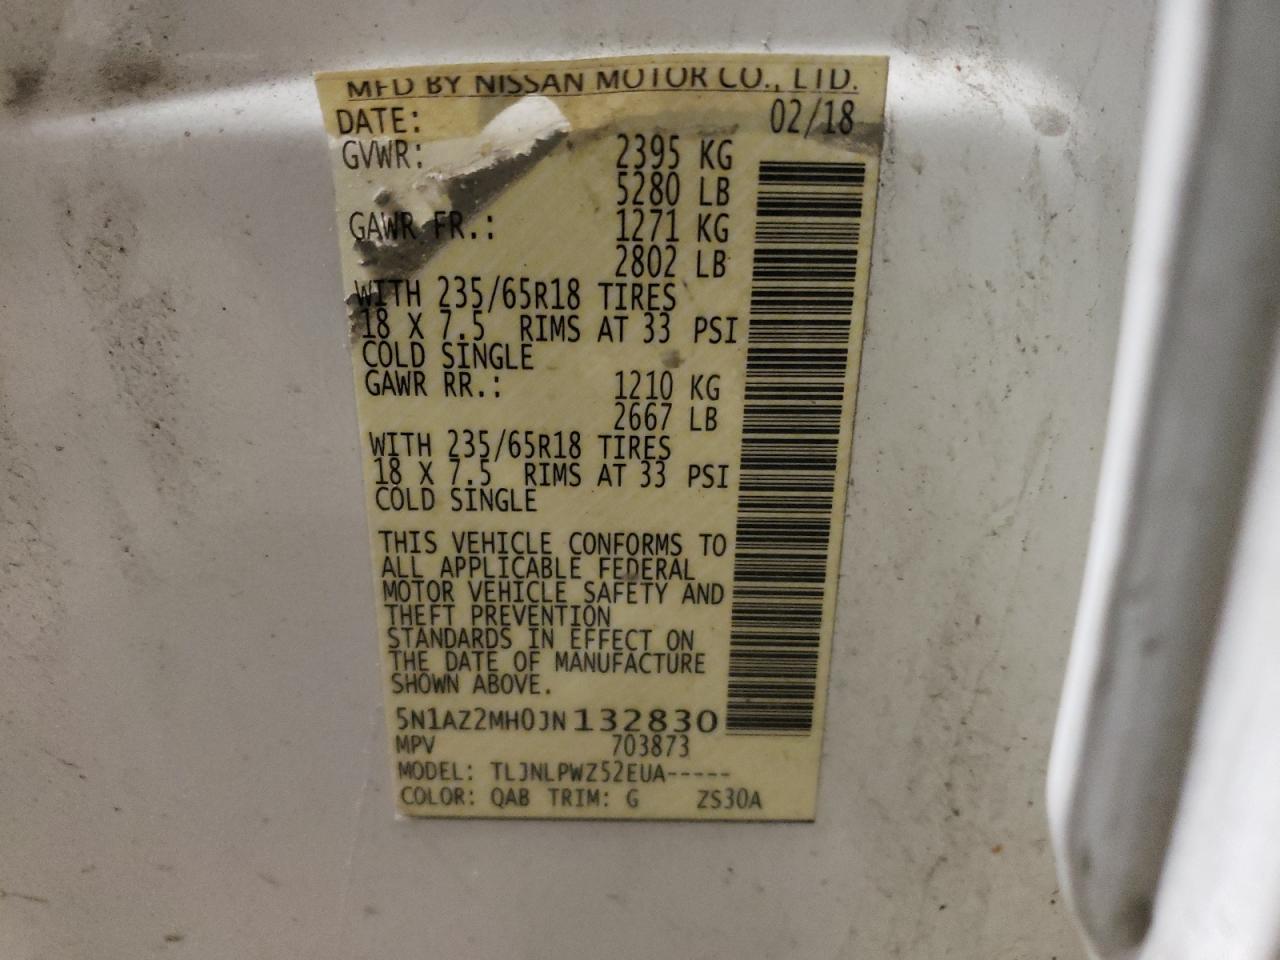 MFD BY NISSAN MOTOR CO., LTD.
DATE: 02/18
GVWR: 2395 KG
5280 LB
GAWR FR.: 1271 KG
2802 LB
WITH 235/65R18 TIRES
18 X 7.5 RIMS AT 33 PSI
COLD SINGLE
GAWR RR.: 1210 KG
2667 LB
WITH 235/65R18 TIRES
18 X 7.5 RIMS AT 33 PSI
COLD SINGLE
THIS VEHICLE CONFORMS TO
ALL APPLICABLE FEDERAL
MOTOR VEHICLE SAFETY AND
THEFT PREVENTION
STANDARDS IN EFFECT ON
THE DATE OF MANUFACTURE
SHOWN ABOVE.
5N1AZ2MH0JN132830
MPV 703873
MODEL: TLJNLPWZ52EUA-----
COLOR: QAB TRIM: G ZS30A